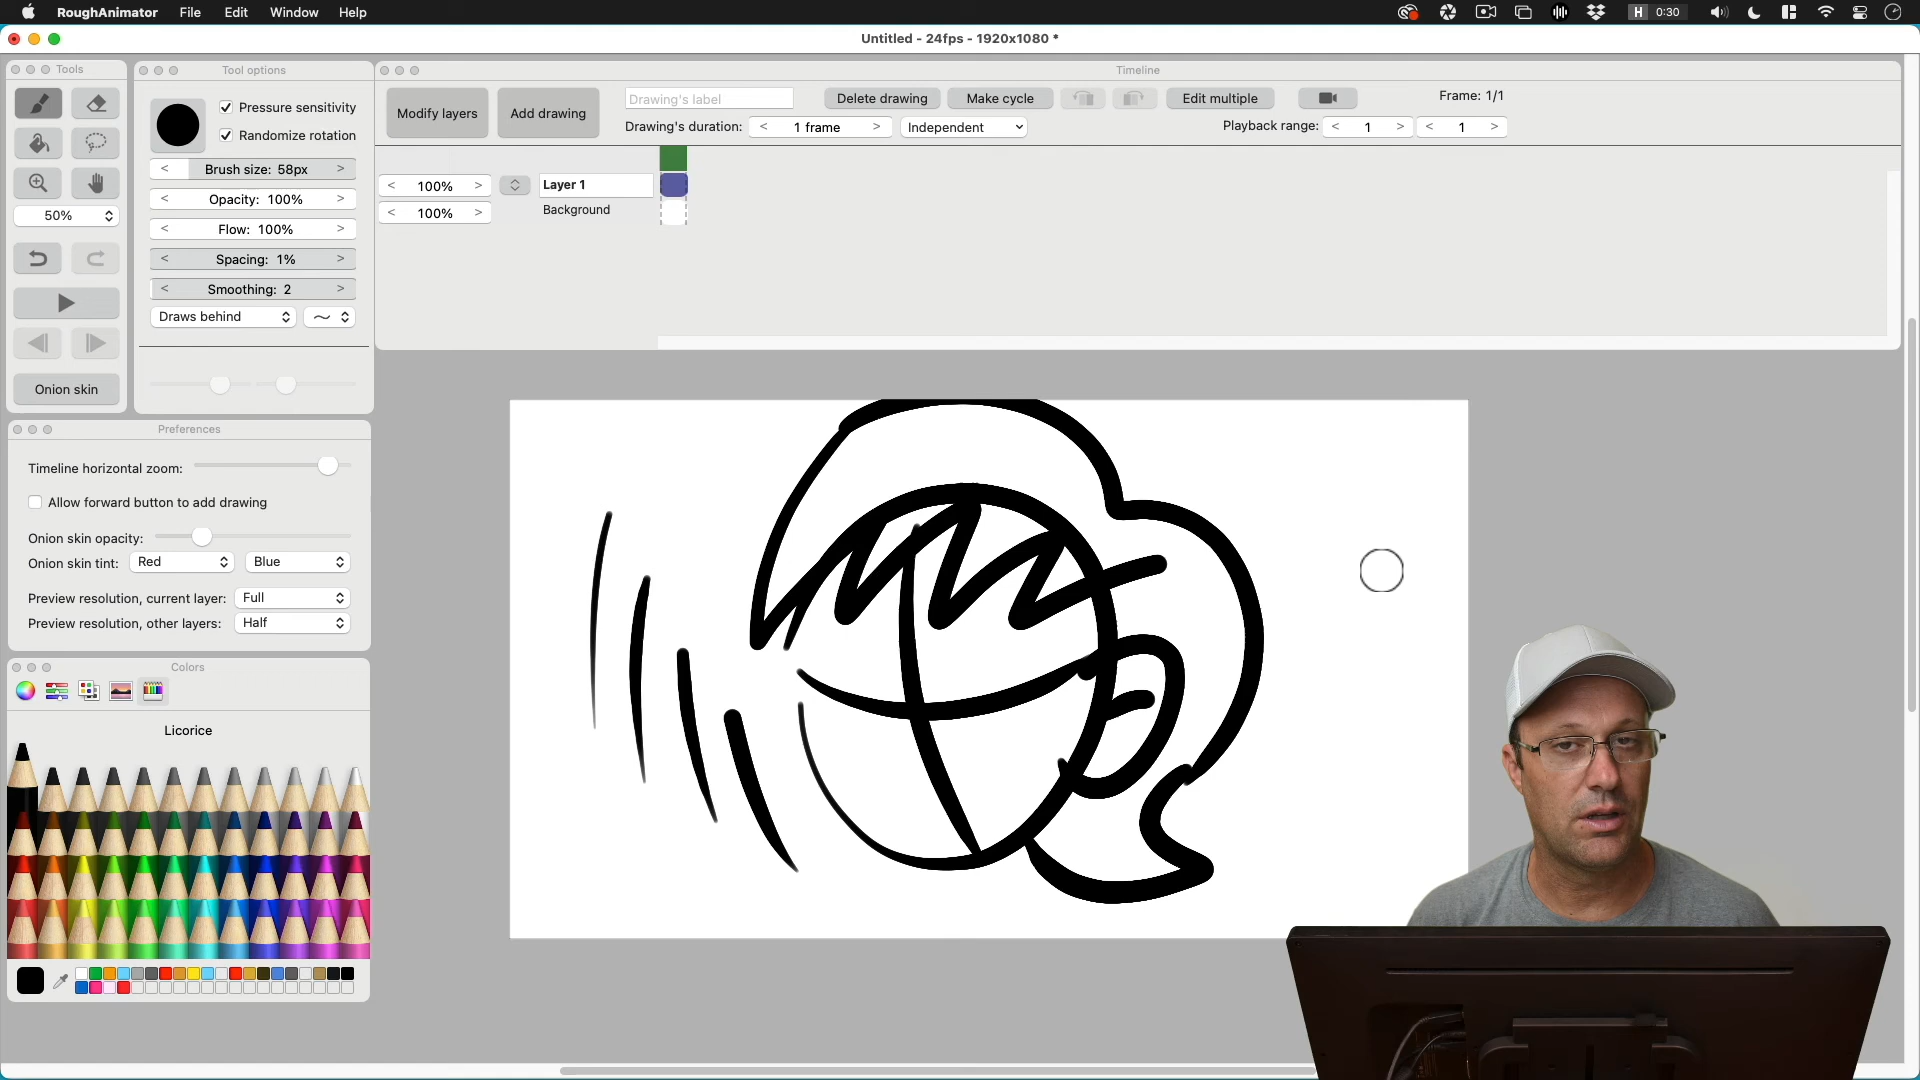 RoughAnimator File Edit Window Help
H 0:30
Untitled - 24fps - 1920x1080 *
Tools
Tool options
Timeline
Pressure sensitivity
Randomize rotation
Brush size: 58px
Opacity: 100%
Flow: 100%
Spacing: 1%
Smoothing: 2
Draws behind
50%
Onion skin
Modify layers
Add drawing
Drawing's label
Delete drawing
Make cycle
Edit multiple
Frame: 1/1
Drawing's duration: < 1 frame >
Independent
Playback range: < 1 > < 1 >
< 100% > Layer 1
< 100% > Background
Preferences
Timeline horizontal zoom:
Allow forward button to add drawing
Onion skin opacity:
Onion skin tint: Red Blue
Preview resolution, current layer: Full
Preview resolution, other layers: Half
Colors
Licorice